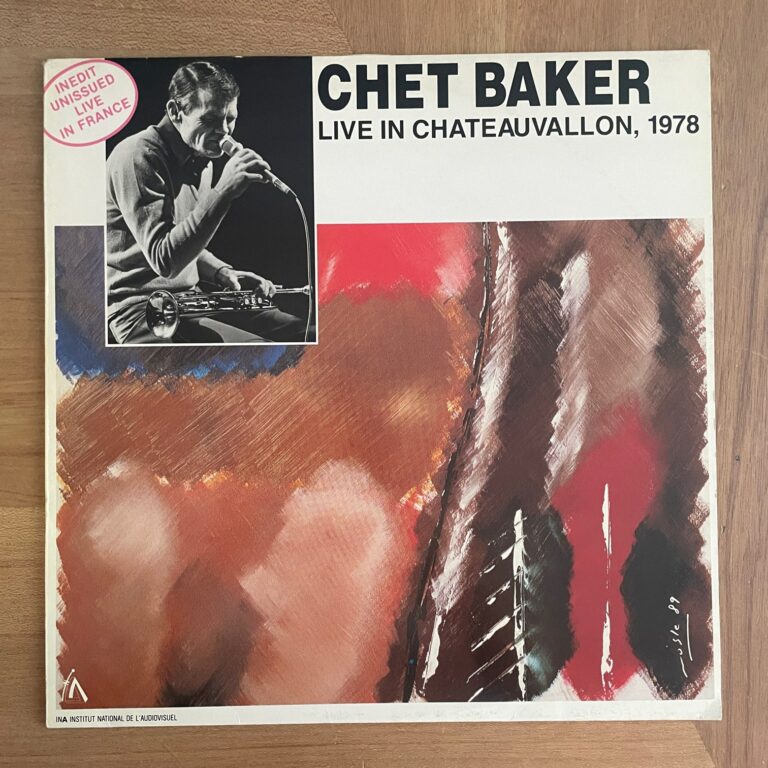 INEDIT
UNISSUED
LIVE
IN FRANCE
CHET BAKER
LIVE IN CHATEAUVALLON, 1978
INA INSTITUT NATIONAL DE L'AUDIOVISUEL